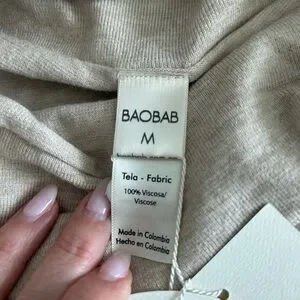 BAOBAB
M
Tela - Fabric
100% Viscosa/
Viscose
Made in Colombia
Hecho en Colombia